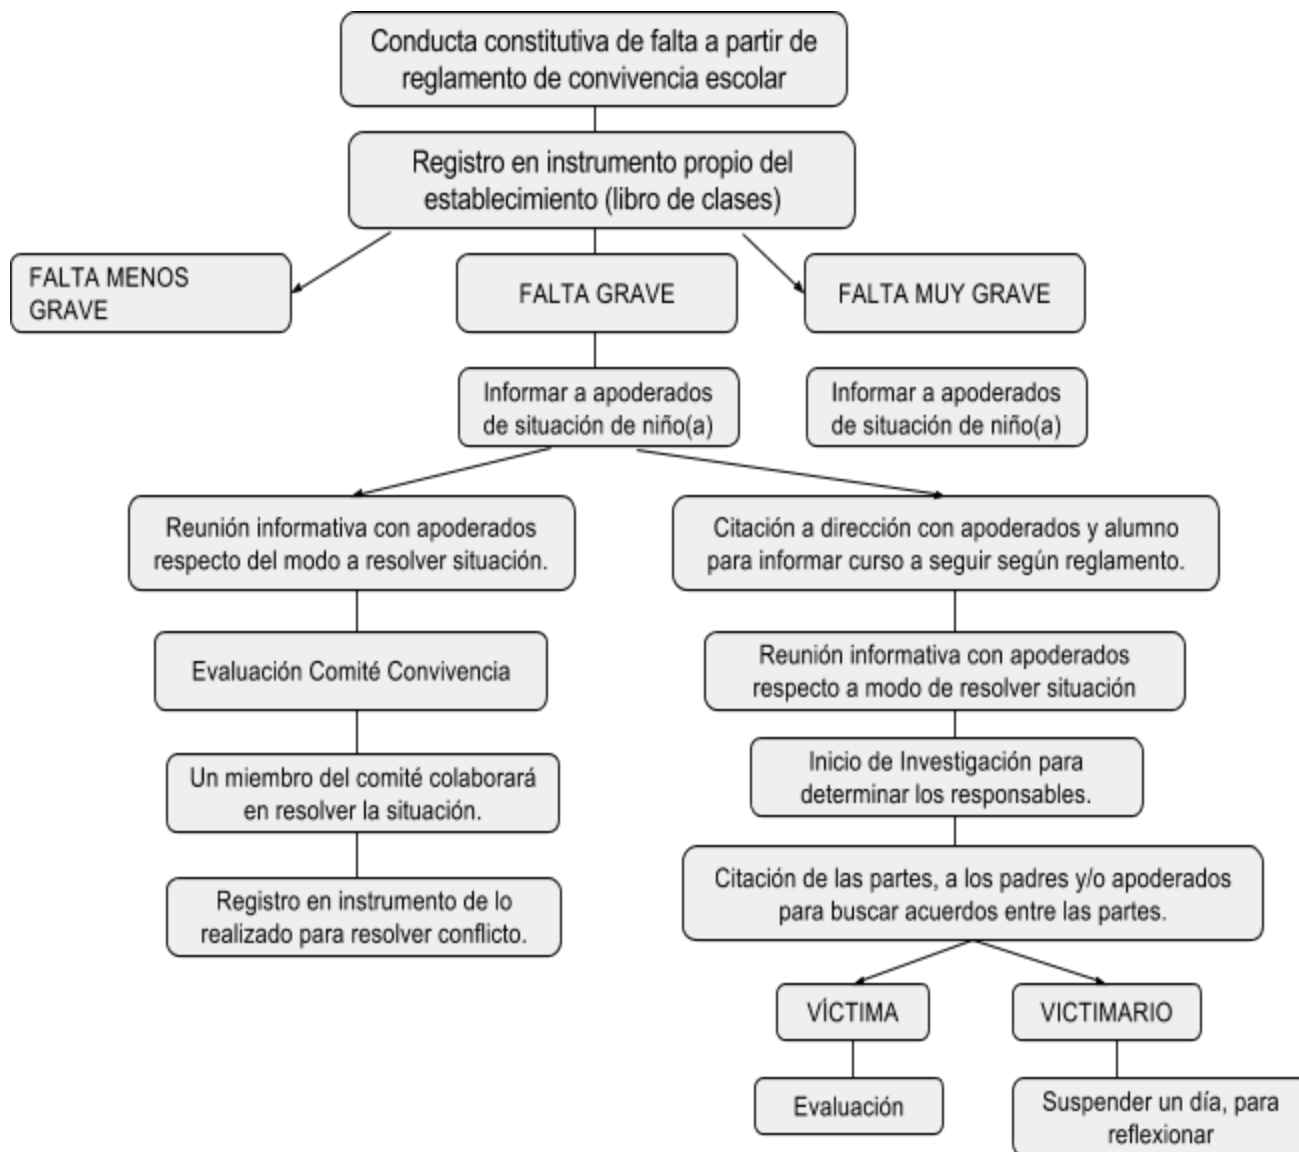 Conducta constitutiva de falta a partir de
reglamento de convivencia escolar
Registro en instrumento propio del
establecimiento (libro de clases)
FALTA MENOS
GRAVE
FALTA GRAVE
FALTA MUY GRAVE
Informar a apoderados
de situación de niño(a)
Informar a apoderados
de situación de niño(a)
Reunión informativa con apoderados
respecto del modo a resolver situación.
Citación a dirección con apoderados y alumno
para informar curso a seguir según reglamento.
Evaluación Comité Convivencia
Reunión informativa con apoderados
respecto a modo de resolver situación
Un miembro del comité colaborará
en resolver la situación.
Inicio de Investigación para
determinar los responsables.
Registro en instrumento de lo
realizado para resolver conflicto.
Citación de las partes, a los padres y/o apoderados
para buscar acuerdos entre las partes.
VÍCTIMA
VICTIMARIO
Evaluación
Suspender un día, para
reflexionar